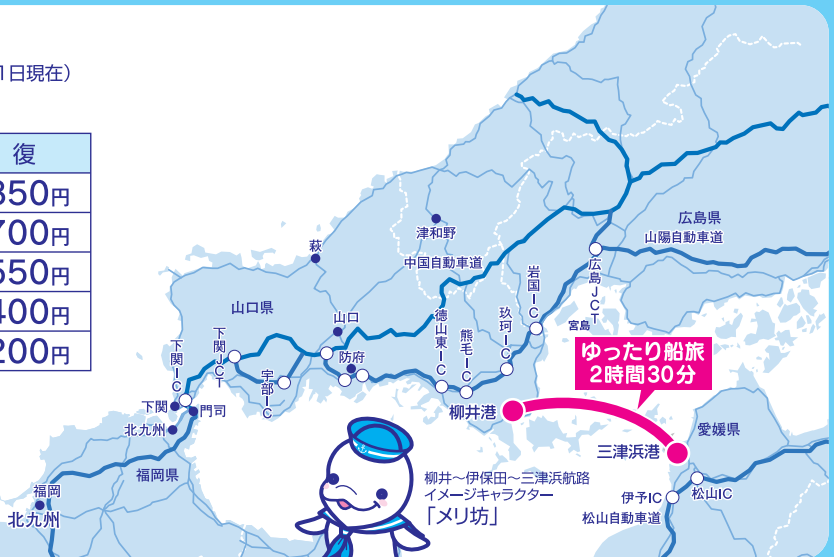 1日現在）
復
350円
700円
550円
400円
200円
萩
津和野
中国自動車道
広島県
山陽自動車道
広島JCT
岩国IC
宮島
玖珂IC
熊毛IC
徳山東IC
山口県
山口
防府
下関JCT
宇部IC
下関IC
下関
門司
北九州
福岡県
福岡
北九州
ゆったり船旅
2時間30分
柳井港
三津浜港
愛媛県
伊予IC
松山IC
松山自動車道
柳井～伊保田～三津浜航路
イメージキャラクター
「メリ坊」